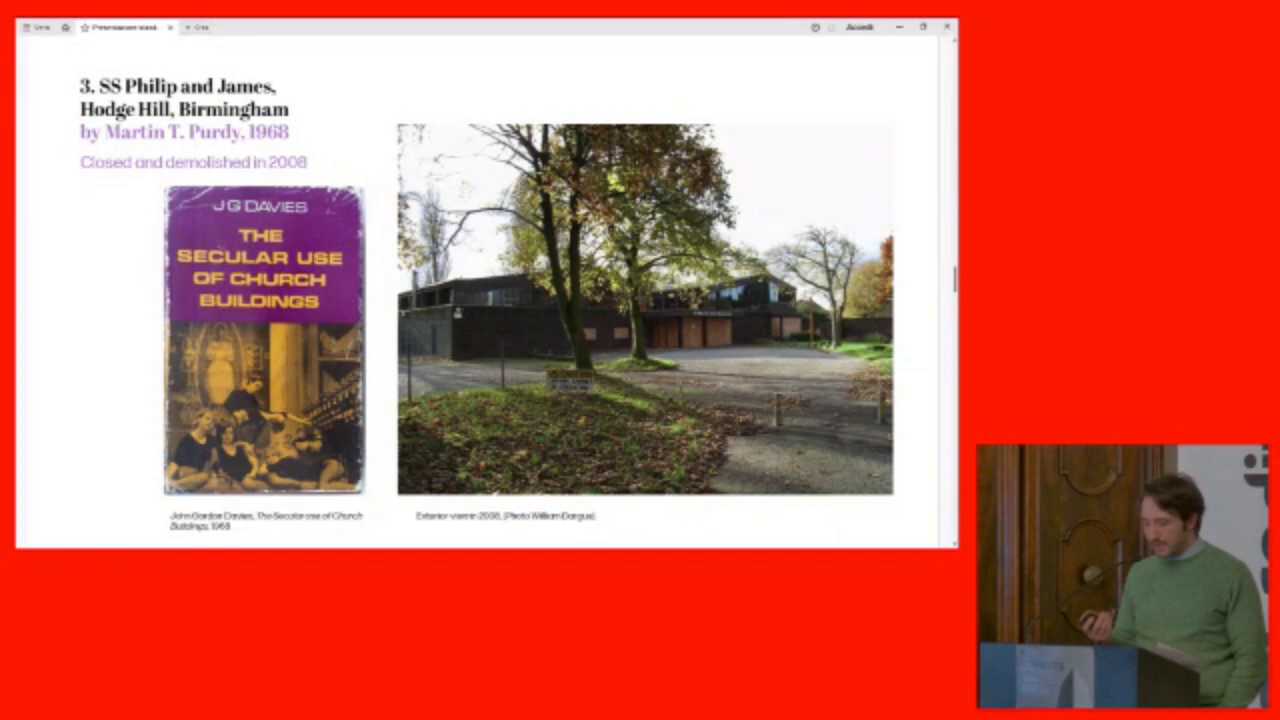 3. SS Philip and James,
Hodge Hill, Birmingham
by Martin T. Purdy, 1968
Closed and demolished in 2008
J G DAVIES
THE
SECULAR USE
OF CHURCH
BUILDINGS
John Gordon Davies, The Secular use of Church
Buildings, 1968
Exterior view in 2008, (Photo William Dargue)
Accedi